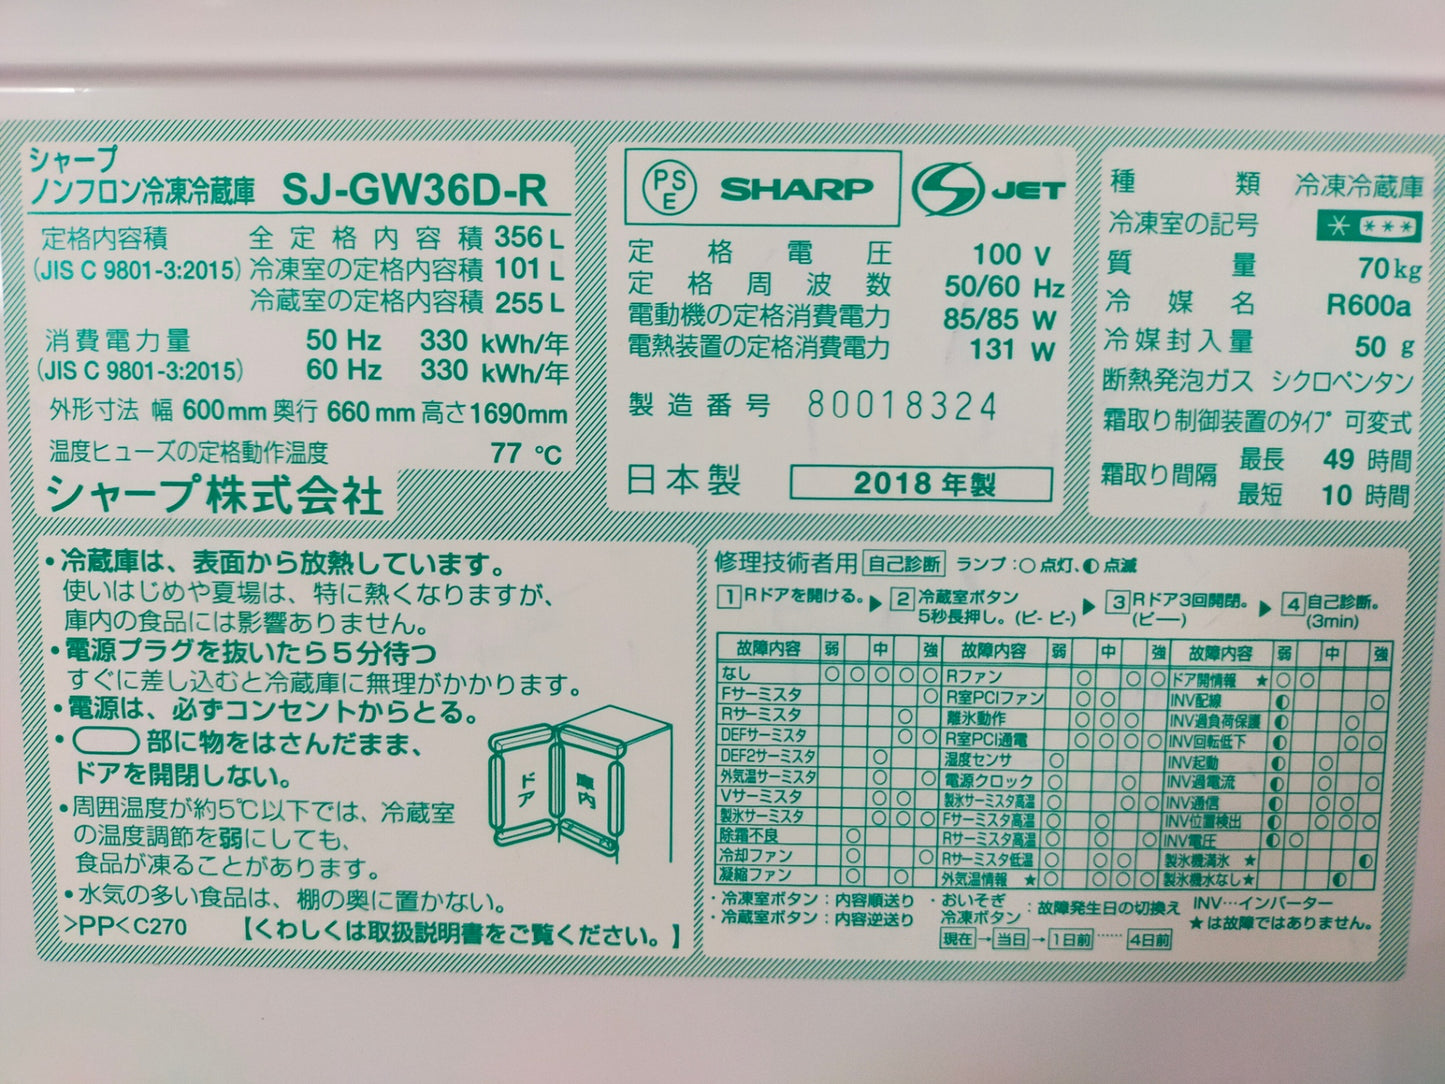 シャープ
ノンフロン冷凍冷蔵庫 SJ-GW36D-R
定格内容積 全定格内容積 356 L
(JIS C 9801-3:2015) 冷凍室の定格内容積 101 L
冷蔵室の定格内容積 255 L
消費電力量 50 Hz 330 kWh/年
(JIS C 9801-3:2015) 60 Hz 330 kWh/年
外形寸法 幅 600 mm 奥行 660 mm 高さ 1690mm
温度ヒューズの定格動作温度 77 ℃
シャープ株式会社
PSE SHARP S JET
定格電圧 100 V
定格周波数 50/60 Hz
電動機の定格消費電力 85/85 W
電熱装置の定格消費電力 131 W
製造番号 80018324
日本製 2018年製
種類 冷凍冷蔵庫
冷凍室の記号 * ***
質量 70kg
冷媒名 R600a
冷媒封入量 50 g
断熱発泡ガス シクロペンタン
霜取り制御装置のタイプ 可変式
霜取り間隔 最長 49 時間
最短 10 時間
・冷蔵庫は、表面から放熱しています。
使いはじめや夏場は、特に熱くなりますが、
庫内の食品には影響ありません。
・電源プラグを抜いたら5分待つ
すぐに差し込むと冷蔵庫に無理がかかります。
・電源は、必ずコンセントからとる。
・ 部に物をはさんだまま、
ドアを開閉しない。
・周囲温度が約5℃以下では、冷蔵室
の温度調節を弱にしても、
食品が凍ることがあります。
・水気の多い食品は、棚の奥に置かない。
ドア 庫内
>PP< C270 【くわしくは取扱説明書をご覧ください。】
修理技術者用 自己診断 ランプ:○点灯、◐点滅
1 Rドアを開ける。 ▶ 2 冷蔵室ボタン 5秒長押し。(ピ- ピ-) ▶ 3 Rドア3回開閉。(ピ──) ▶ 4 自己診断。(3min)
故障内容 弱 中 強 故障内容 弱 中 強 故障内容 弱 中 強
なし ○ ○ ○ ○ ○ Rファン ○ ○ ○ ドア開情報 ★ ○ ○
Fサーミスタ ○ R室PCIファン ○ ○ INV配線 ◐ ○
Rサーミスタ ○ 離氷動作 ○ ○ ○ INV過負荷保護 ◐ ○
DEFサーミスタ ○ ○ R室PCI通電 ○ ○ ○ ○ INV回転低下 ◐ ○ ○
DEF2サーミスタ ○ 湿度センサ ○ INV起動 ◐ ○
外気温サーミスタ ○ ○ 電源クロック ○ ○ INV過電流 ◐ ○ ○
Vサーミスタ ○ ○ 製氷サーミスタ高温 ○ ○ ○ INV通信 ◐ ○ ○
製氷サーミスタ ○ ○ ○ Fサーミスタ高温 ○ ○ INV位置検出 ◐ ○ ○ ○
除霜不良 ○ Rサーミスタ高温 ○ ○ ○ INV電圧 ◐ ○
冷却ファン ○ ○ Rサーミスタ低温 ○ ○ ○ 製氷機満氷 ★ ◐
凝縮ファン ○ ○ 外気温情報 ★ ○ ○ ○ ○ 製氷機水なし★ ◐
・冷凍室ボタン:内容順送り
・冷蔵室ボタン:内容逆送り
・おいそぎ
冷凍ボタン :故障発生日の切換え
現在 → 当日 → 1日前 …… 4日前
INV…インバーター
★は故障ではありません。